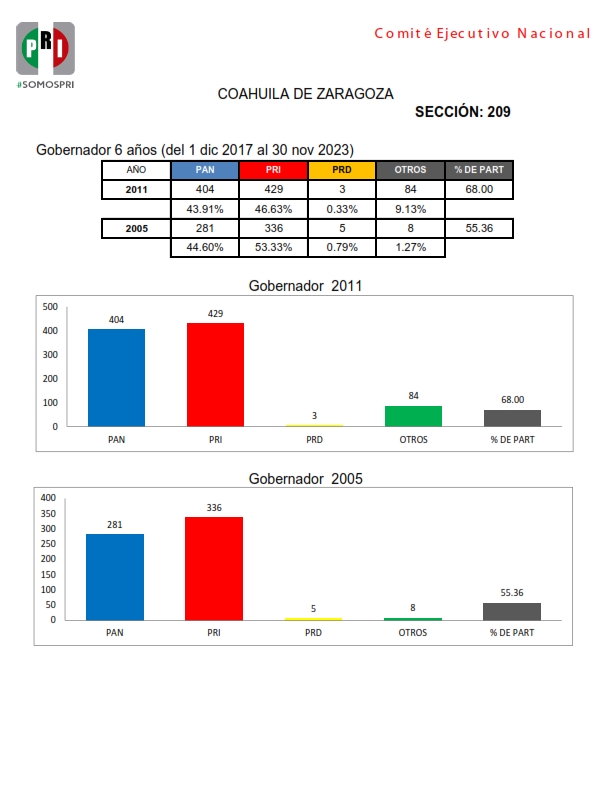 PRI
#SOMOSPRI
Comité Ejecutivo Nacional
COAHUILA DE ZARAGOZA
SECCIÓN: 209
Gobernador 6 años (del 1 dic 2017 al 30 nov 2023)
AÑO PAN PRI PRD OTROS % DE PART
2011 404 429 3 84 68.00
43.91% 46.63% 0.33% 9.13%
2005 281 336 5 8 55.36
44.60% 53.33% 0.79% 1.27%
Gobernador 2011
500
400
300
200
100
0
404 429 3 84 68.00
PAN PRI PRD OTROS % DE PART
Gobernador 2005
400
350
300
250
200
150
100
50
0
281 336 5 8 55.36
PAN PRI PRD OTROS % DE PART